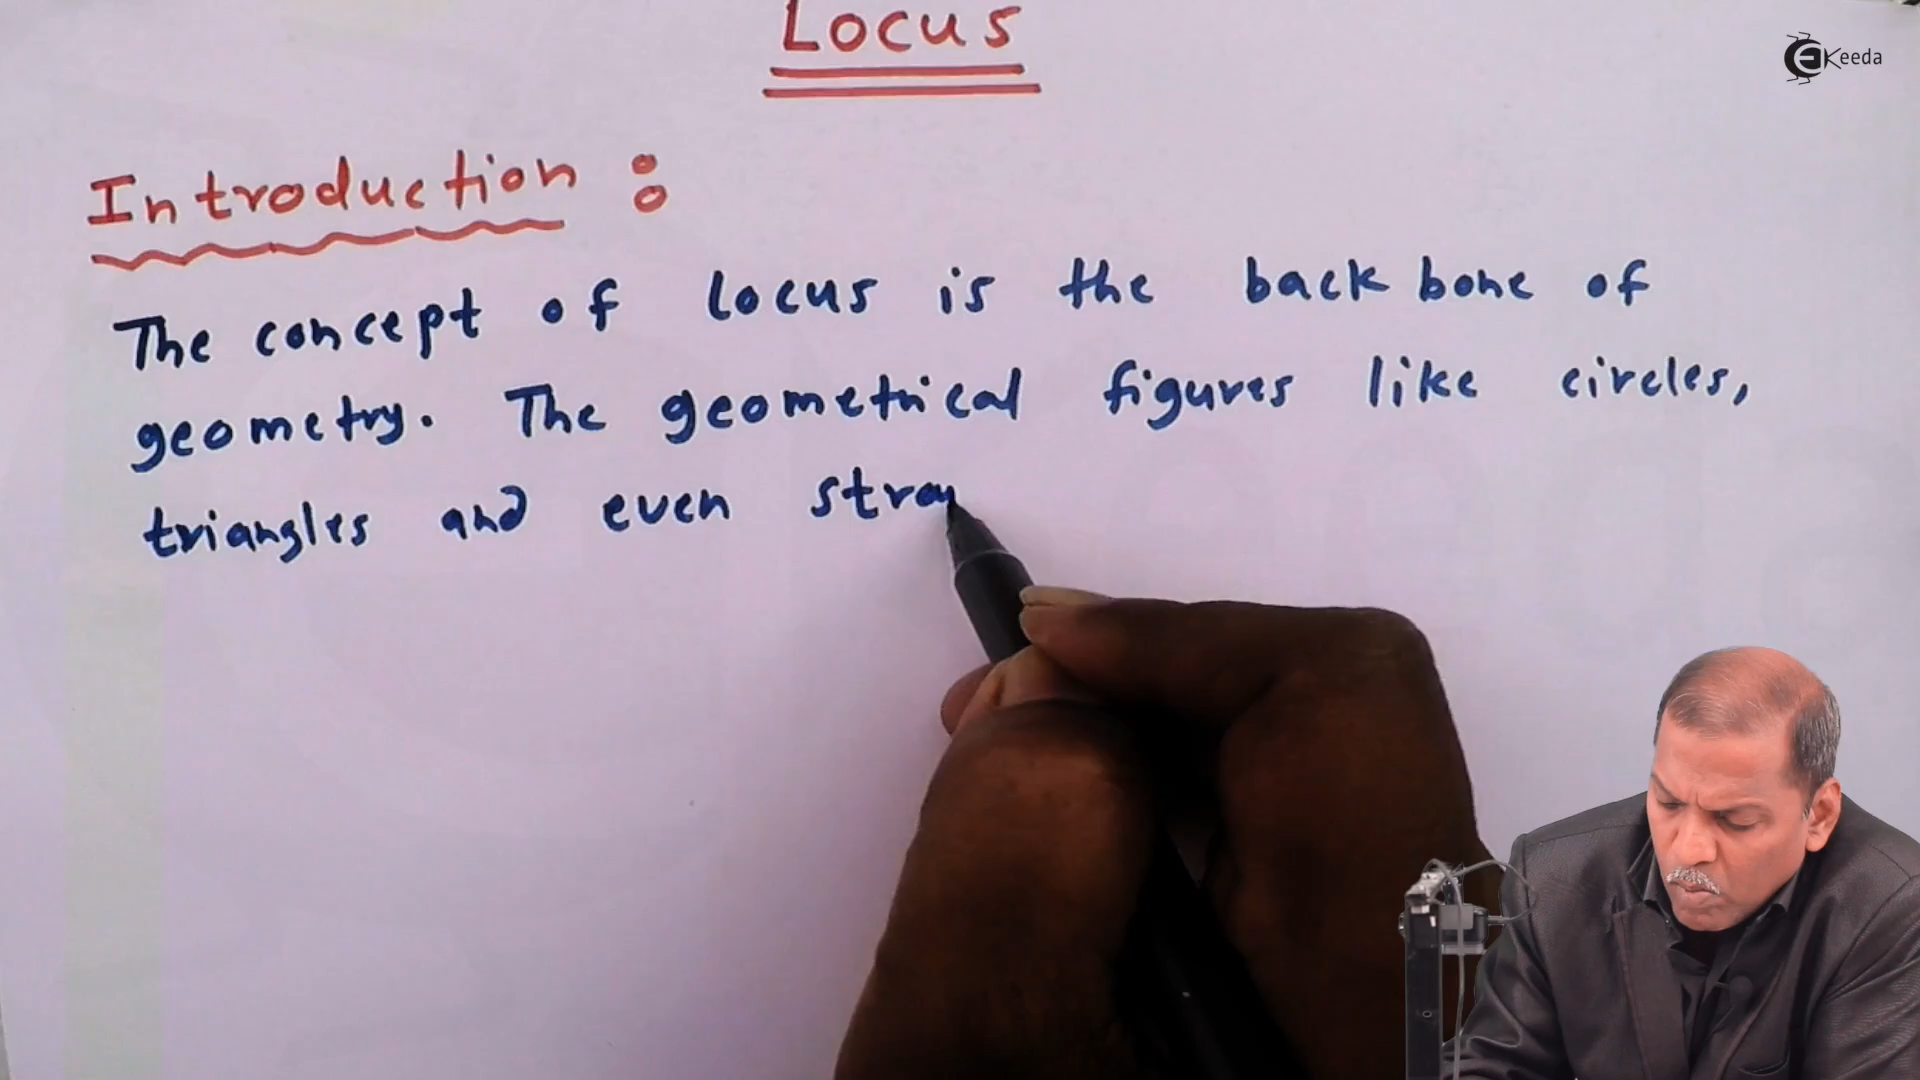 Locus
EKeeda
Introduction :
The concept of locus is the back bone of
geometry. The geometrical figures like circles,
triangles and even stra